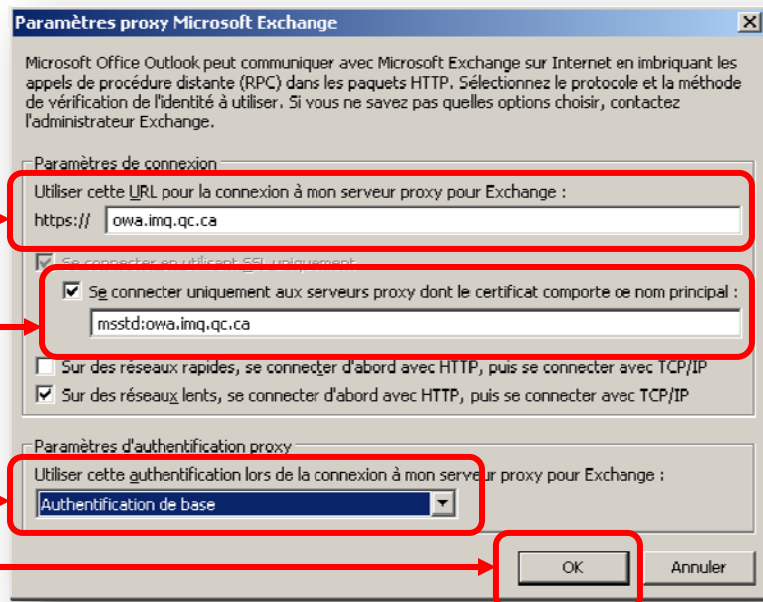 Paramètres proxy Microsoft Exchange
Microsoft Office Outlook peut communiquer avec Microsoft Exchange sur Internet en imbriquant les
appels de procédure distante (RPC) dans les paquets HTTP. Sélectionnez le protocole et la méthode
de vérification de l'identité à utiliser. Si vous ne savez pas quelles options choisir, contactez
l'administrateur Exchange.
Paramètres de connexion
Utiliser cette URL pour la connexion à mon serveur proxy pour Exchange :
https:// owa.imq.qc.ca
Se connecter en utilisant SSL uniquement
Se connecter uniquement aux serveurs proxy dont le certificat comporte ce nom principal :
msstd:owa.imq.qc.ca
Sur des réseaux rapides, se connecter d'abord avec HTTP, puis se connecter avec TCP/IP
Sur des réseaux lents, se connecter d'abord avec HTTP, puis se connecter avec TCP/IP
Paramètres d'authentification proxy
Utiliser cette authentification lors de la connexion à mon serveur proxy pour Exchange :
Authentification de base
OK Annuler